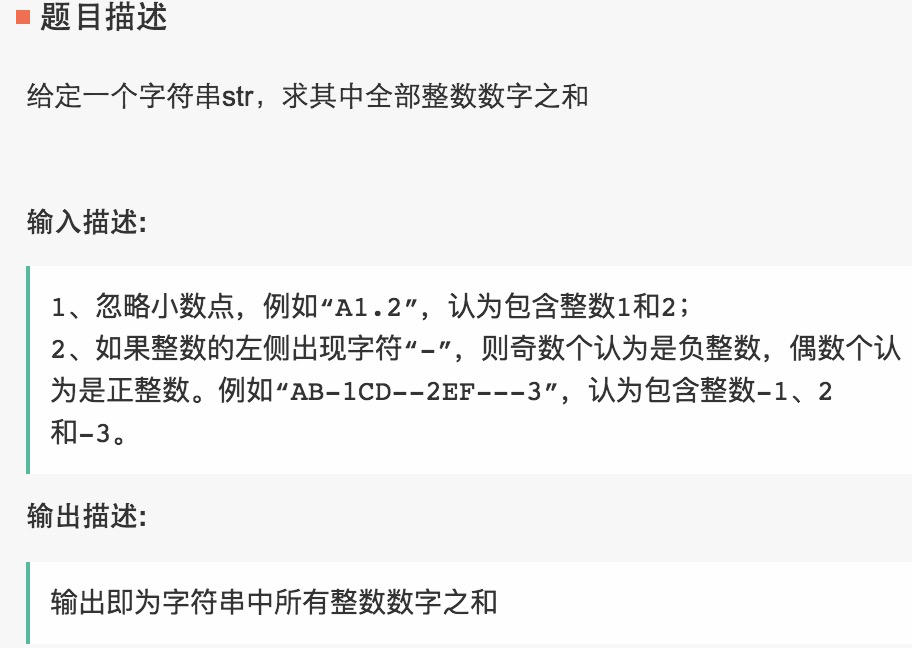 题目描述
给定一个字符串str，求其中全部整数数字之和
输入描述:
1、忽略小数点，例如“A1.2”，认为包含整数1和2；
2、如果整数的左侧出现字符“-”，则奇数个认为是负整数，偶数个认
为是正整数。例如“AB-1CD--2EF---3”，认为包含整数-1、2
和-3。
输出描述:
输出即为字符串中所有整数数字之和